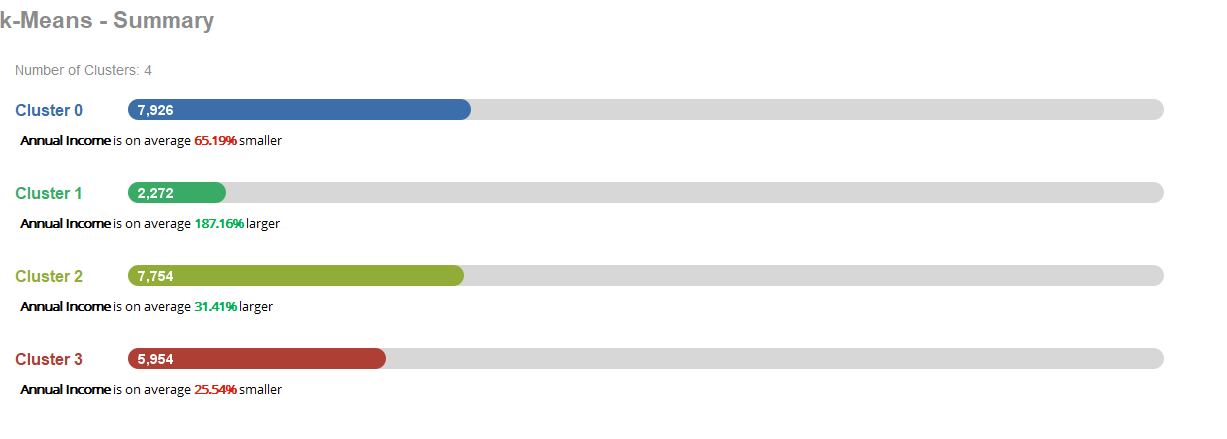 k-Means - Summary
Number of Clusters: 4
Cluster 0 7,926
Annual Income is on average 65.19% smaller
Cluster 1 2,272
Annual Income is on average 187.16% larger
Cluster 2 7,754
Annual Income is on average 31.41% larger
Cluster 3 5,954
Annual Income is on average 25.54% smaller